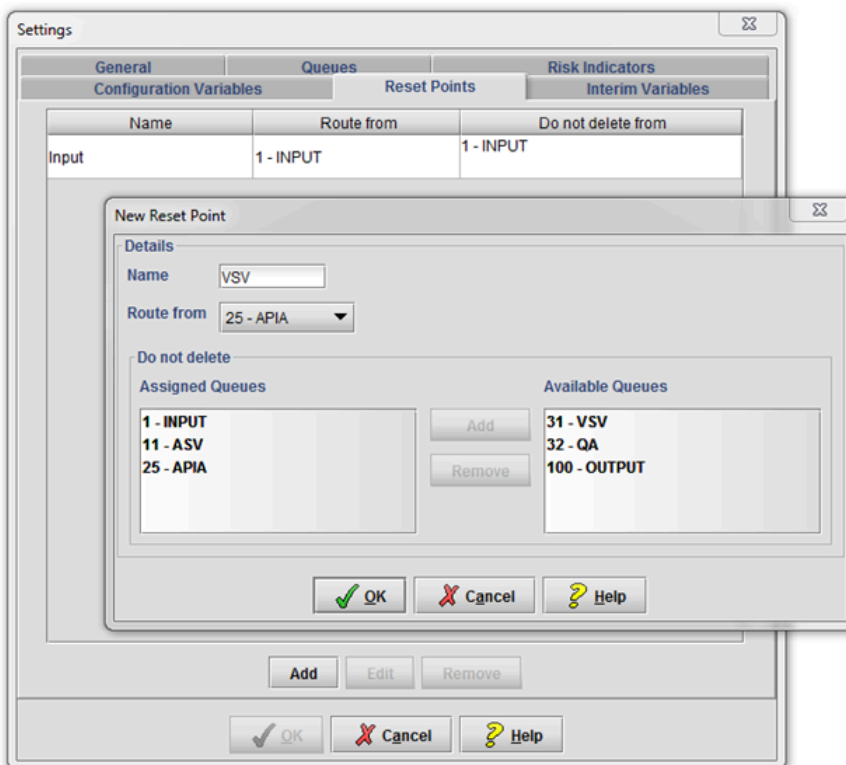 Settings
General Queues Risk Indicators
Configuration Variables Reset Points Interim Variables
Name Route from Do not delete from
Input 1 - INPUT 1 - INPUT
New Reset Point
Details
Name VSV
Route from 25 - APIA
Do not delete
Assigned Queues Available Queues
1 - INPUT Add 31 - VSV
11 - ASV 32 - QA
25 - APIA Remove 100 - OUTPUT
OK Cancel Help
Add Edit Remove
OK Cancel Help